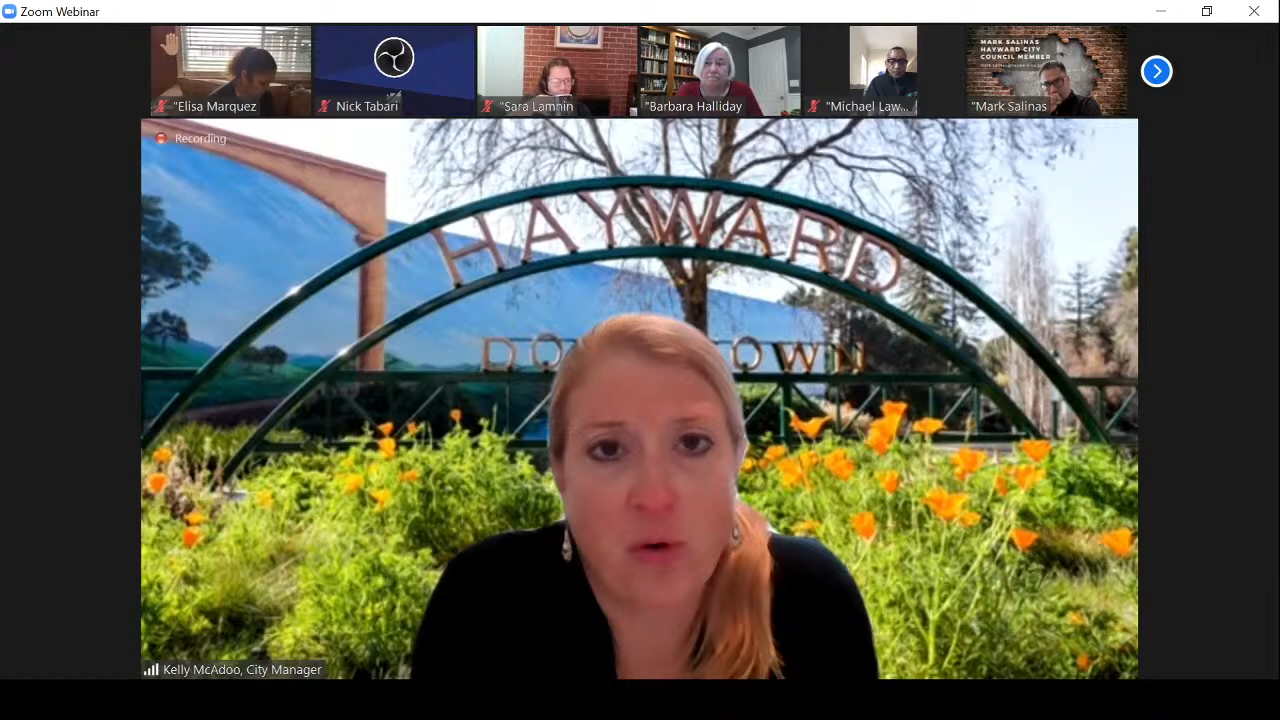 Zoom Webinar
"Elisa Marquez
Nick Tabari
"Sara Lamnin
"Barbara Halliday
"Michael Law...
MARK SALINAS
HAYWARD CITY
COUNCIL MEMBER
"Mark Salinas
Recording
HAYWARD
Kelly McAdoo, City Manager